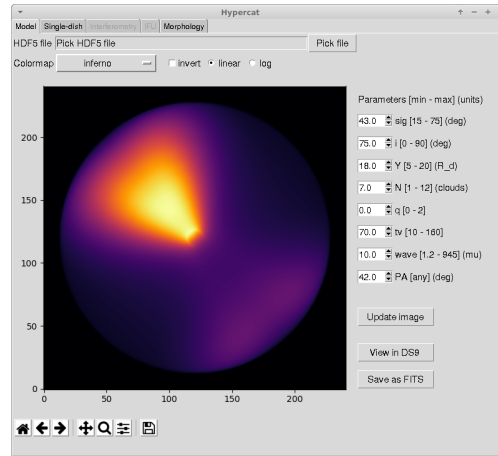 Hypercat
Model Single-dish Interferometry IFU Morphology
HDF5 file Pick HDF5 file Pick file
Colormap inferno invert linear log
Parameters [min - max] (units)
43.0 sig [15 - 75] (deg)
75.0 i [0 - 90] (deg)
18.0 Y [5 - 20] (R_d)
7.0 N [1 - 12] (clouds)
0.0 q [0 - 2]
70.0 tv [10 - 160]
10.0 wave [1.2 - 945] (mu)
42.0 PA [any] (deg)
Update image
View in DS9
Save as FITS
200
150
100
50
0
0 50 100 150 200